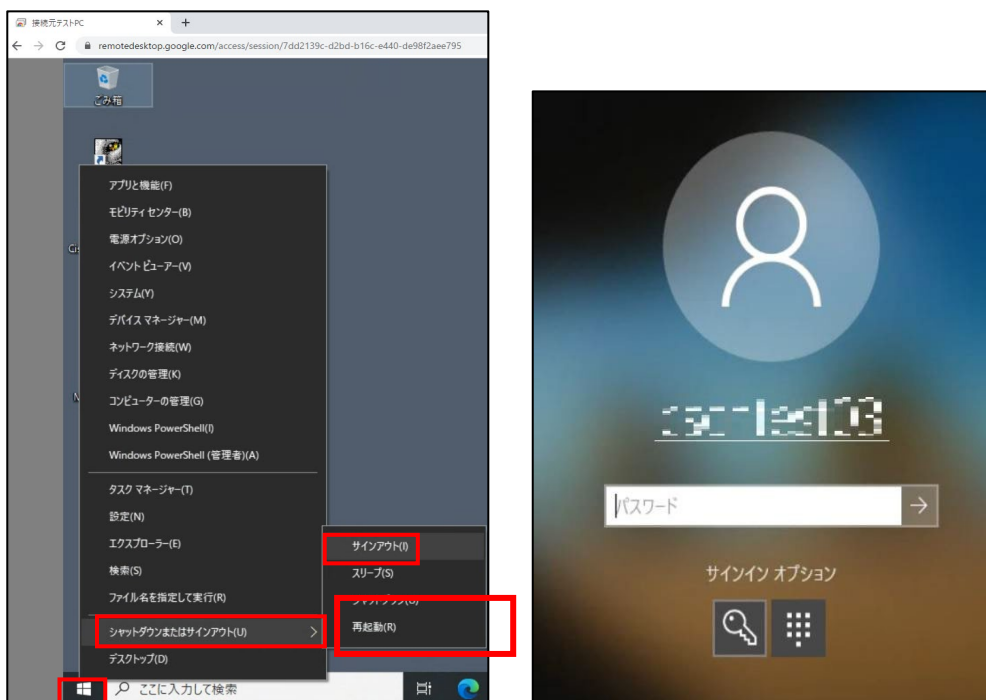 接続元テストPC
remotedesktop.google.com/access/session/7dd2139c-d2bd-b16c-e440-de98f2aee795
ごみ箱
アプリと機能(F)
モビリティ センター(B)
電源オプション(O)
イベント ビューアー(V)
システム(Y)
デバイス マネージャー(M)
ネットワーク接続(W)
ディスクの管理(K)
コンピューターの管理(G)
Windows PowerShell(I)
Windows PowerShell (管理者)(A)
タスク マネージャー(T)
設定(N)
エクスプローラー(E)
検索(S)
ファイル名を指定して実行(R)
シャットダウンまたはサインアウト(U)
デスクトップ(D)
サインアウト(I)
スリープ(S)
シャットダウン(U)
再起動(R)
ここに入力して検索
パスワード
サインイン オプション